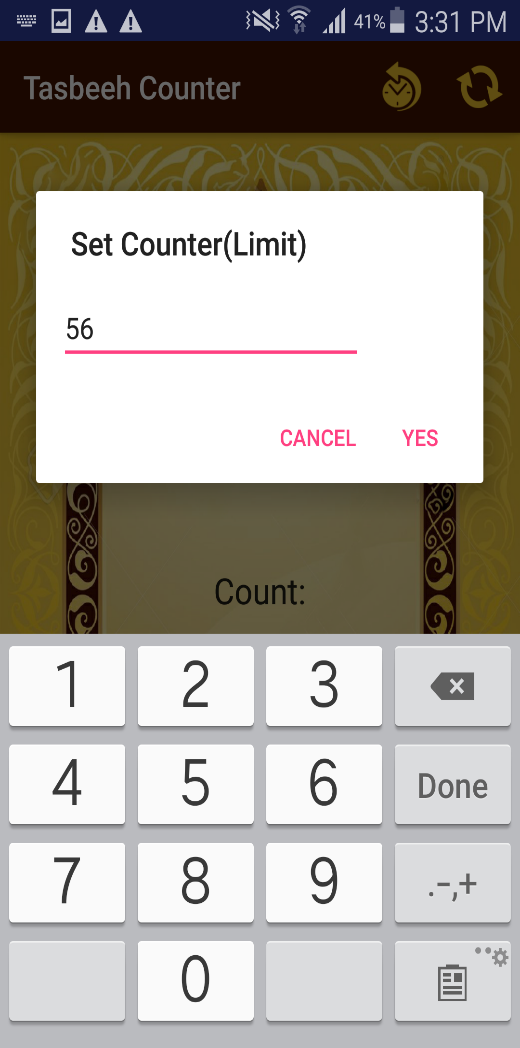 41% 3:31 PM
Tasbeeh Counter
Set Counter(Limit)
56
CANCEL YES
Count:
1 2 3
4 5 6 Done
7 8 9 .-,+
0